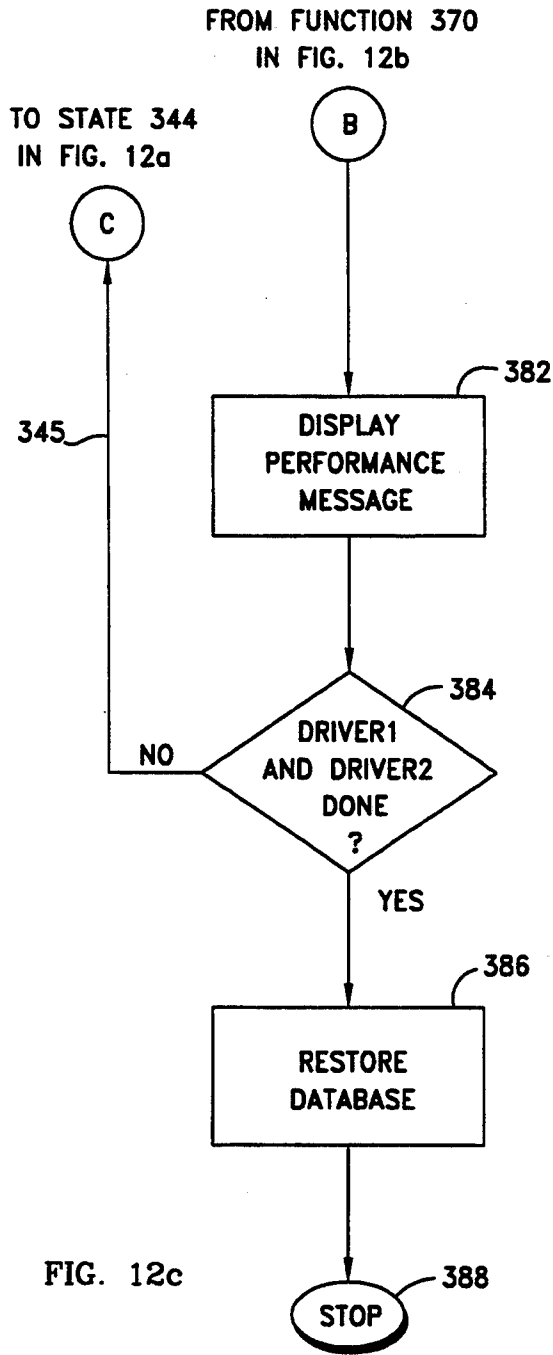 FROM FUNCTION 370
IN FIG. 12b
B
TO STATE 344
IN FIG. 12a
C
382
345
DISPLAY
PERFORMANCE
MESSAGE
384
DRIVER1
AND DRIVER2
DONE
?
NO
YES
386
RESTORE
DATABASE
FIG. 12c
388
STOP